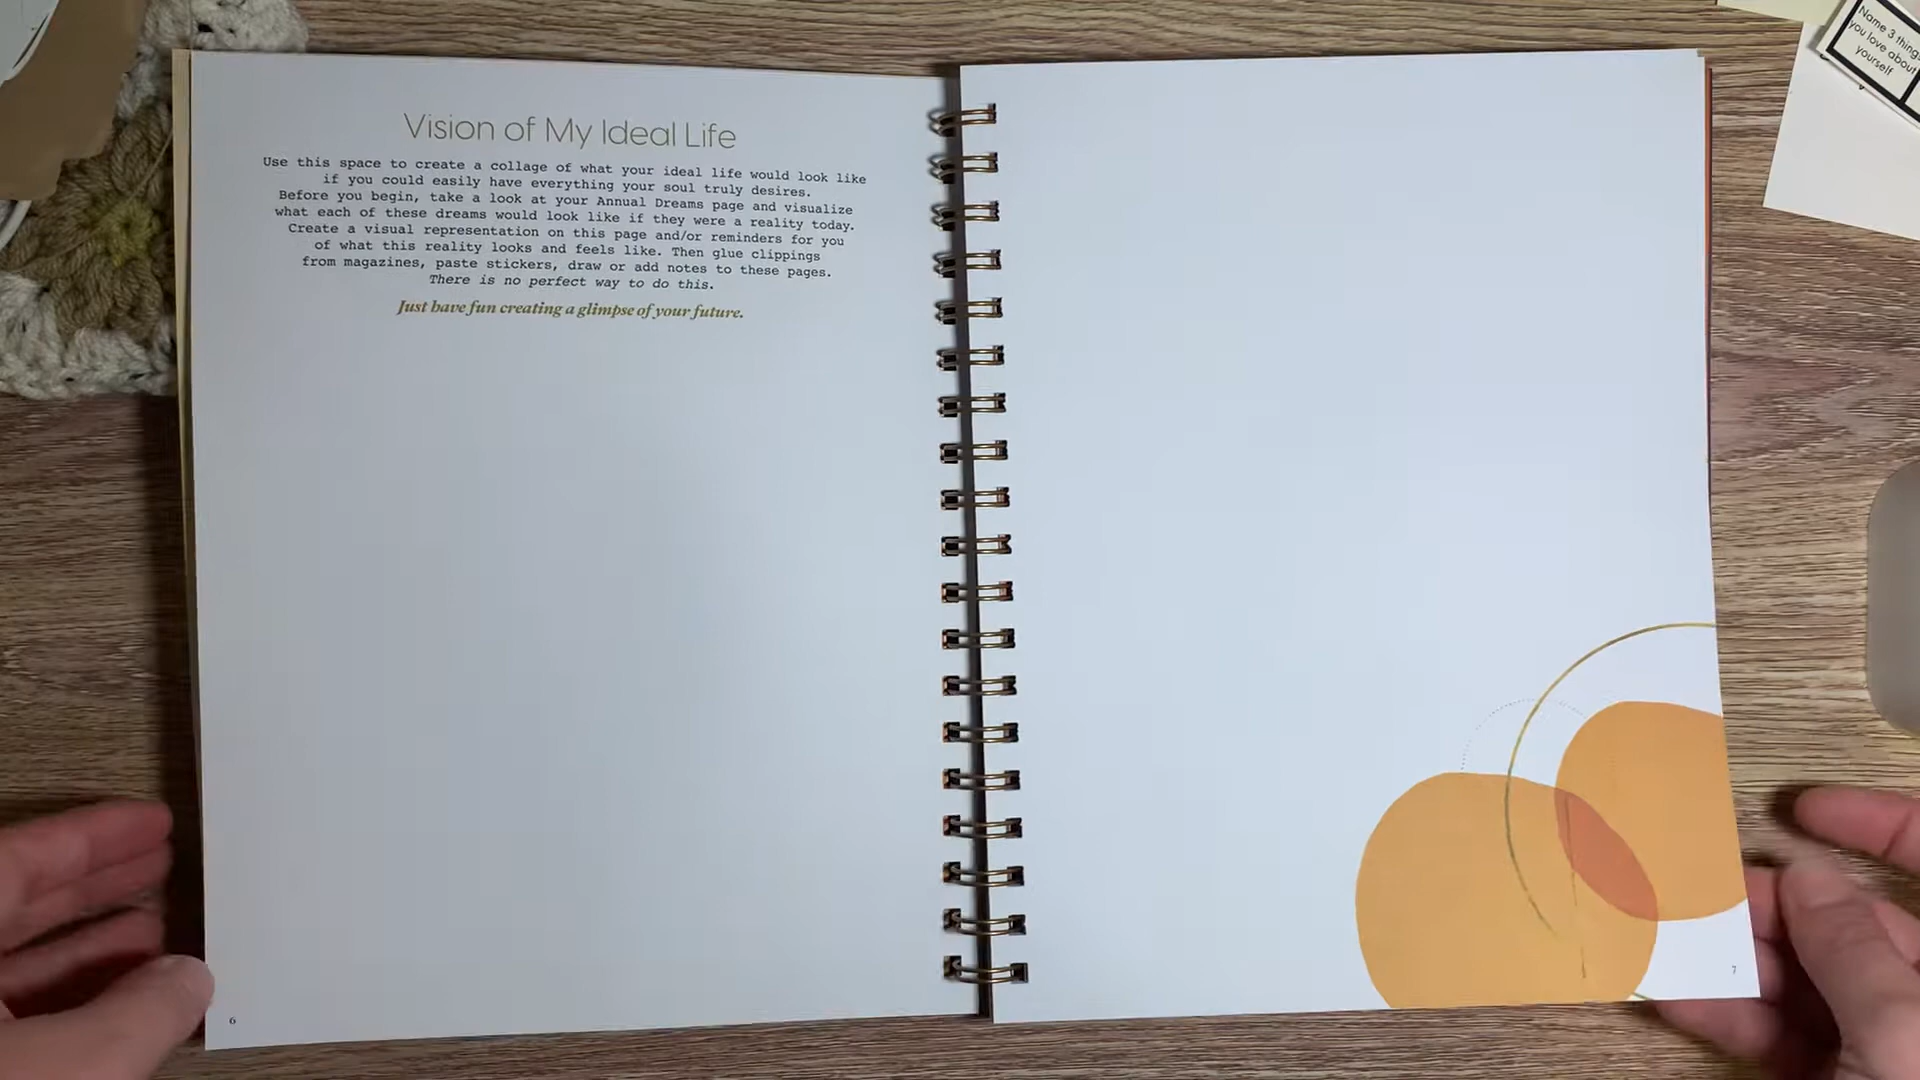 Vision of My Ideal Life
Use this space to create a collage of what your ideal life would look like
if you could easily have everything your soul truly desires.
Before you begin, take a look at your Annual Dreams page and visualize
what each of these dreams would look like if they were a reality today.
Create a visual representation on this page and/or reminders for you
of what this reality looks and feels like. Then glue clippings
from magazines, paste stickers, draw or add notes to these pages.
There is no perfect way to do this.
Just have fun creating a glimpse of your future.
6
7
Name 3 things
you love about
yourself